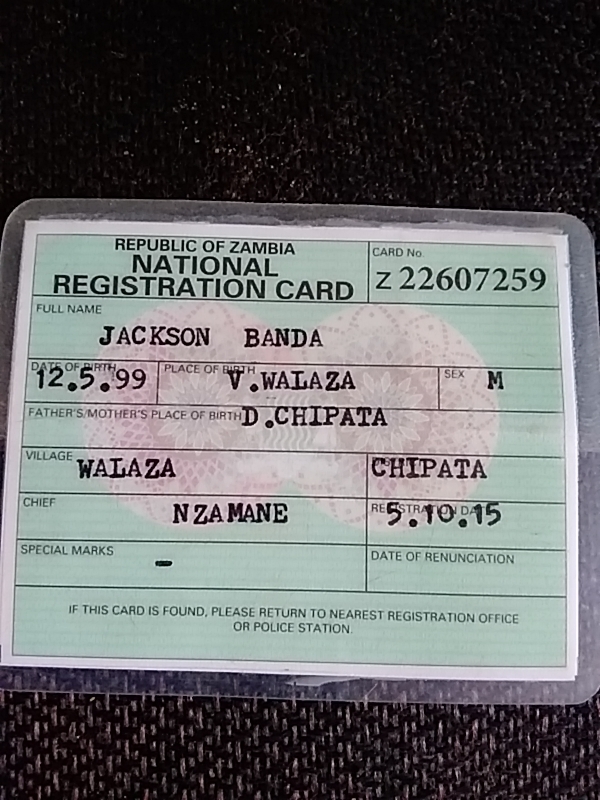 REPUBLIC OF ZAMBIA
NATIONAL
REGISTRATION CARD
CARD No.
Z 22607259
FULL NAME
JACKSON BANDA
DATE OF BIRTH
12.5.99
PLACE OF BIRTH
V.WALAZA
SEX
M
FATHER'S/MOTHER'S PLACE OF BIRTH D.CHIPATA
VILLAGE
WALAZA
CHIPATA
CHIEF
NZAMANE
REGISTRATION DATE
5.10.15
SPECIAL MARKS
-
DATE OF RENUNCIATION
IF THIS CARD IS FOUND, PLEASE RETURN TO NEAREST REGISTRATION OFFICE
OR POLICE STATION.